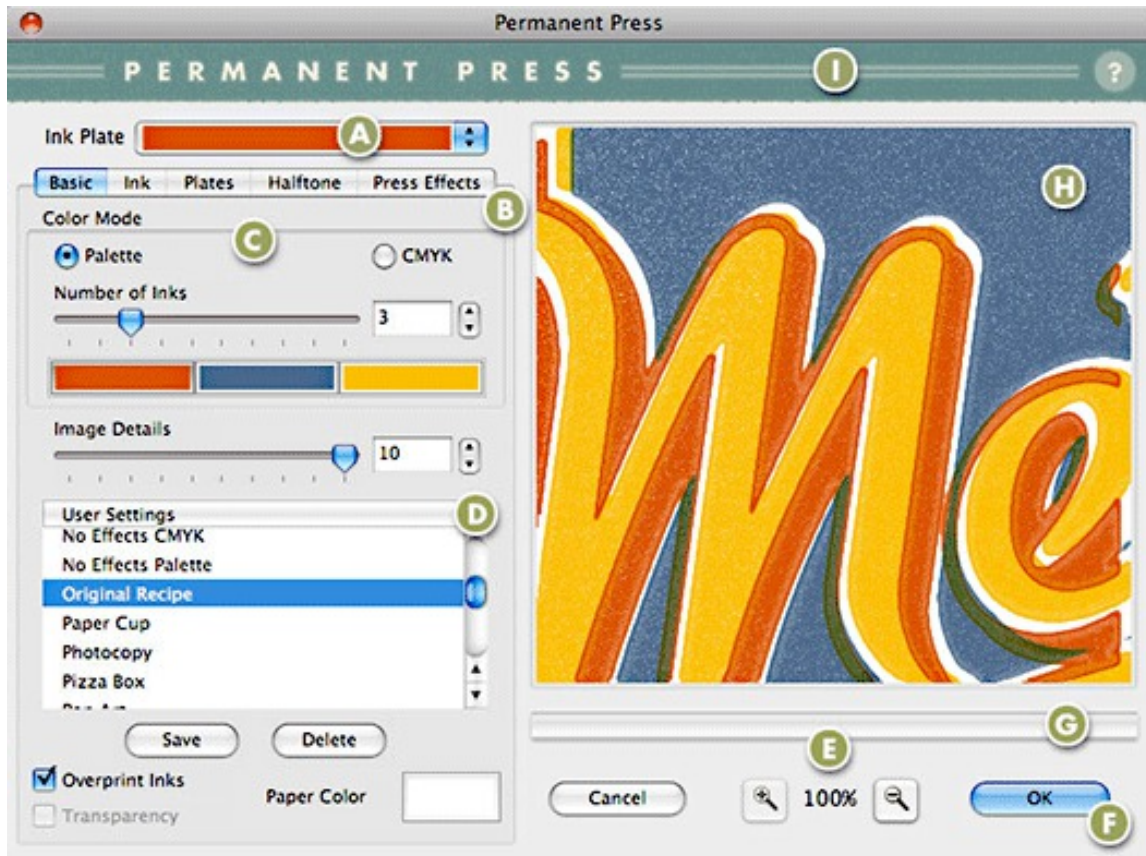 Permanent Press
PERMANENT PRESS I ?
Ink Plate A
Basic Ink Plates Halftone Press Effects B
Color Mode C
Palette CMYK
Number of Inks
3
Image Details
10
User Settings D
No Effects CMYK
No Effects Palette
Original Recipe
Paper Cup
Photocopy
Pizza Box
Save Delete
Overprint Inks
Transparency
Paper Color
H
Me
G
E
Cancel 100% OK
F